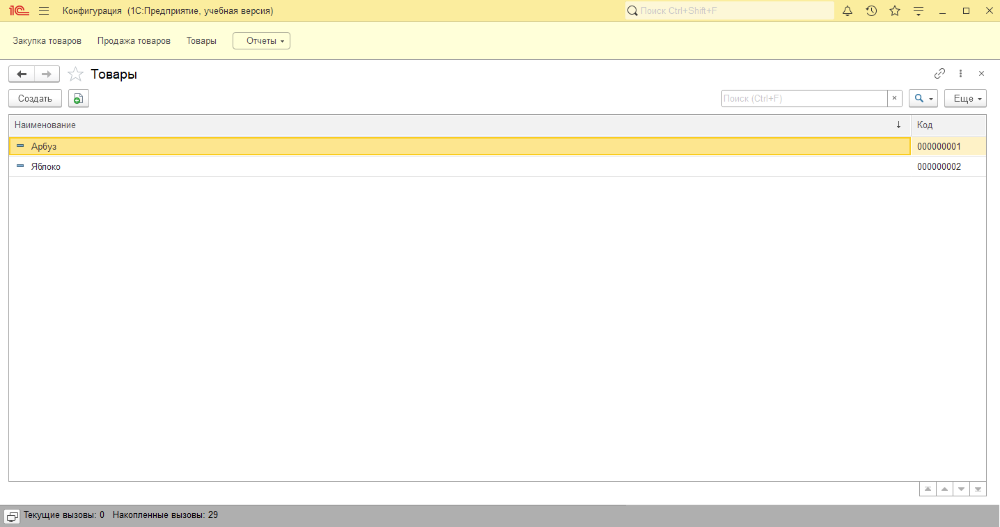 1С Конфигурация (1С:Предприятие, учебная версия) Поиск Ctrl+Shift+F
Закупка товаров Продажа товаров Товары Отчеты
Товары
Создать Поиск (Ctrl+F) × Еще
Наименование ↓ Код
Арбуз 000000001
Яблоко 000000002
Текущие вызовы: 0 Накопленные вызовы: 29